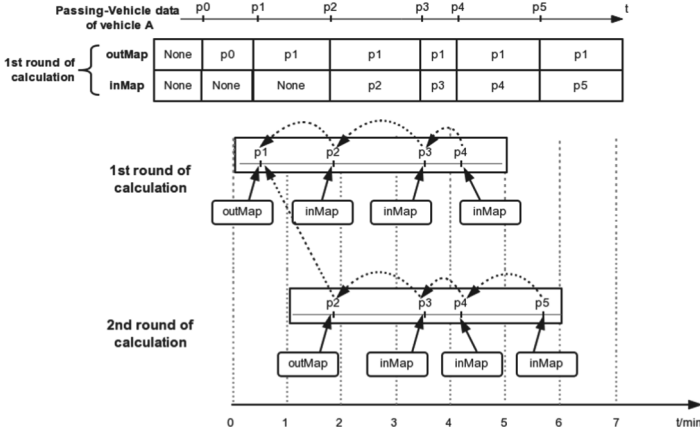 Passing-Vehicle data
of vehicle A
p0 p1 p2 p3 p4 p5 t
1st round of
calculation
outMap None p0 p1 p1 p1 p1 p1
inMap None None None p2 p3 p4 p5
1st round of
calculation
p1 p2 p3 p4
outMap inMap inMap inMap
2nd round of
calculation
p2 p3 p4 p5
outMap inMap inMap inMap
0 1 2 3 4 5 6 7 t/min